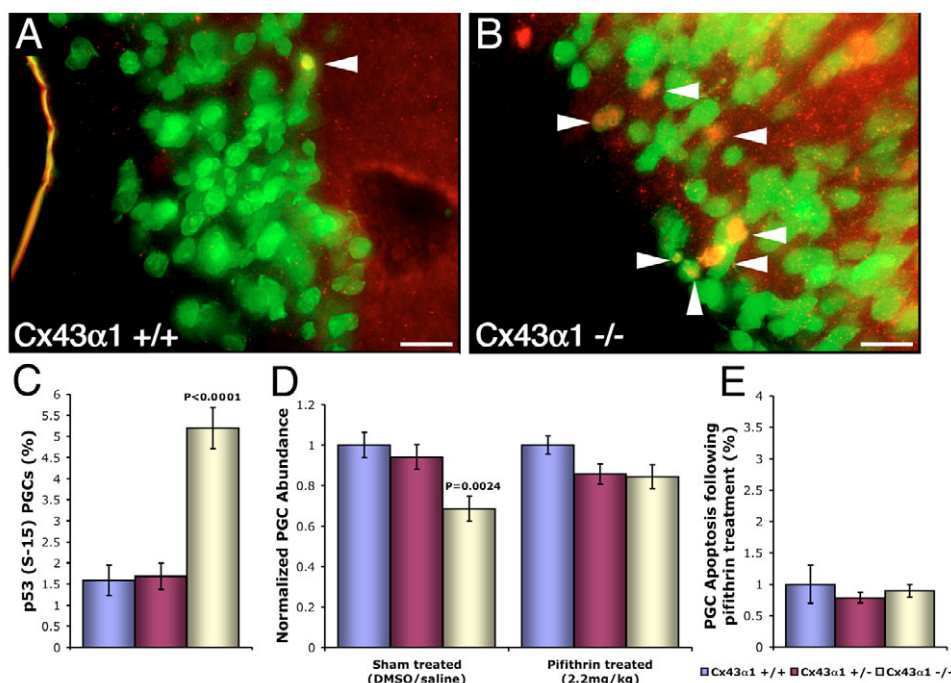 A
Cx43α1 +/+
B
Cx43α1 -/-
C
p53 (S-15) PGCs (%)
6
5.5
5
4.5
4
3.5
3
2.5
2
1.5
1
0.5
0
P<0.0001
D
Normalized PGC Abundance
1.2
1
0.8
0.6
0.4
0.2
0
P=0.0024
Sham treated
(DMSO/saline)
Pifithrin treated
(2.2mg/kg)
E
PGC Apoptosis following
pifithrin treatment (%)
4
3.5
3
2.5
2
1.5
1
0.5
0
Cx43α1 +/+ Cx43α1 +/- Cx43α1 -/-